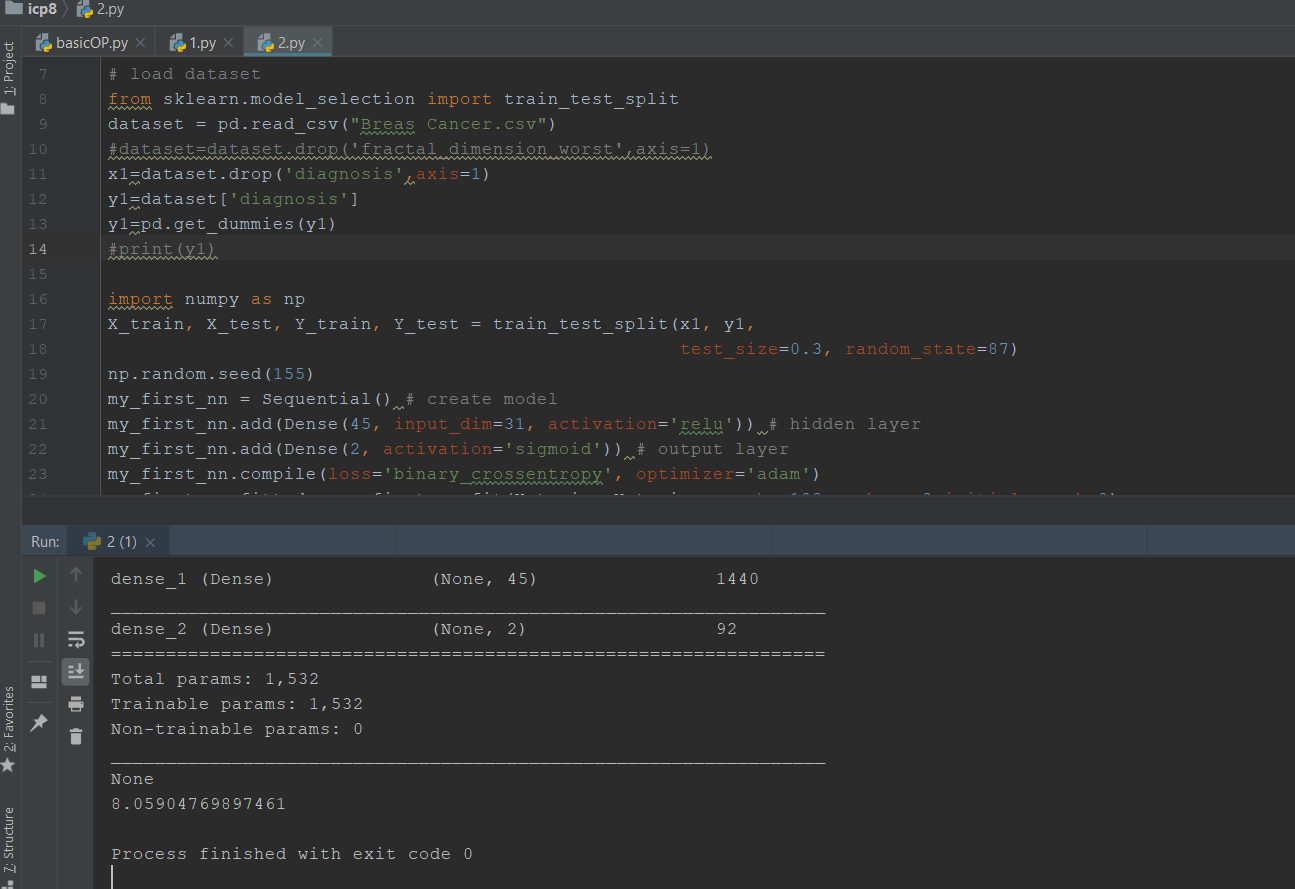 icp8 2.py
basicOP.py 1.py 2.py
1: Project
7 # load dataset
8 from sklearn.model_selection import train_test_split
9 dataset = pd.read_csv("Breas Cancer.csv")
10 #dataset=dataset.drop('fractal_dimension_worst',axis=1)
11 x1=dataset.drop('diagnosis',axis=1)
12 y1=dataset['diagnosis']
13 y1=pd.get_dummies(y1)
14 #print(y1)
15
16 import numpy as np
17 X_train, X_test, Y_train, Y_test = train_test_split(x1, y1,
18 test_size=0.3, random_state=87)
19 np.random.seed(155)
20 my_first_nn = Sequential() # create model
21 my_first_nn.add(Dense(45, input_dim=31, activation='relu')) # hidden layer
22 my_first_nn.add(Dense(2, activation='sigmoid')) # output layer
23 my_first_nn.compile(loss='binary_crossentropy', optimizer='adam')
Run: 2 (1)
dense_1 (Dense) (None, 45) 1440
_________________________________________________________________
dense_2 (Dense) (None, 2) 92
=================================================================
Total params: 1,532
Trainable params: 1,532
Non-trainable params: 0
_________________________________________________________________
None
8.05904769897461
Process finished with exit code 0
2: Favorites
7: Structure